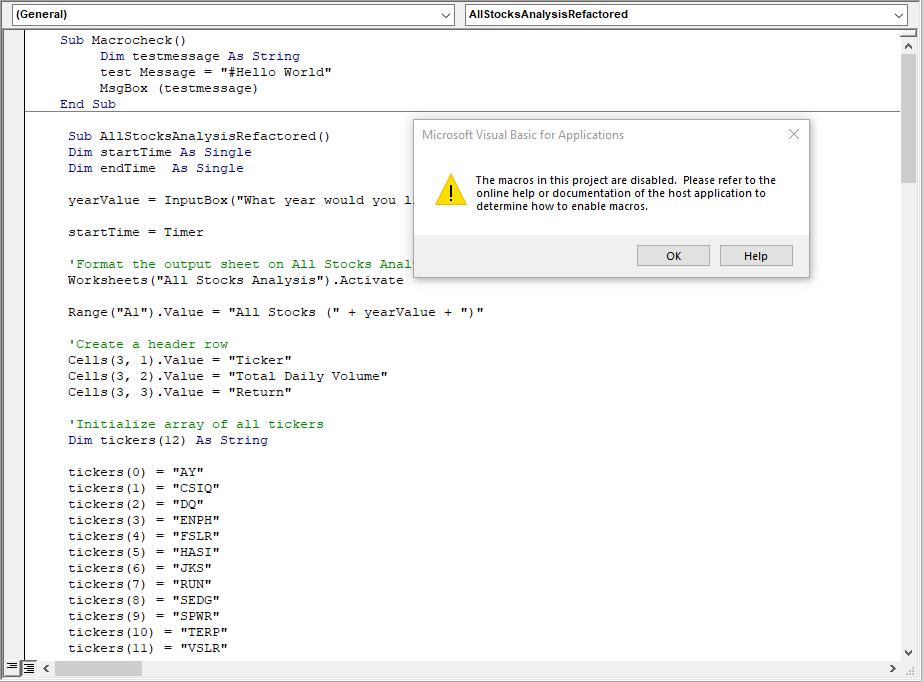 (General)
AllStocksAnalysisRefactored
Sub Macrocheck()
Dim testmessage As String
test Message = "#Hello World"
MsgBox (testmessage)
End Sub
Sub AllStocksAnalysisRefactored()
Dim startTime As Single
Dim endTime  As Single
yearValue = InputBox("What year would you l
startTime = Timer
'Format the output sheet on All Stocks Anal
Worksheets("All Stocks Analysis").Activate
Range("A1").Value = "All Stocks (" + yearValue + ")"
'Create a header row
Cells(3, 1).Value = "Ticker"
Cells(3, 2).Value = "Total Daily Volume"
Cells(3, 3).Value = "Return"
'Initialize array of all tickers
Dim tickers(12) As String
tickers(0) = "AY"
tickers(1) = "CSIQ"
tickers(2) = "DQ"
tickers(3) = "ENPH"
tickers(4) = "FSLR"
tickers(5) = "HASI"
tickers(6) = "JKS"
tickers(7) = "RUN"
tickers(8) = "SEDG"
tickers(9) = "SPWR"
tickers(10) = "TERP"
tickers(11) = "VSLR"
Microsoft Visual Basic for Applications
The macros in this project are disabled.  Please refer to the
online help or documentation of the host application to
determine how to enable macros.
OK
Help